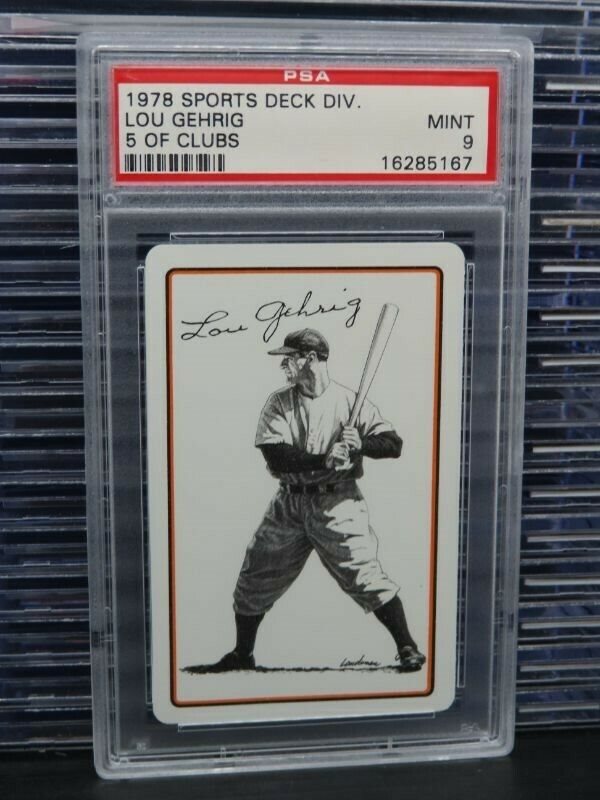 PSA
1978 SPORTS DECK DIV.
LOU GEHRIG MINT
5 OF CLUBS 9
16285167
Lou Gehrig